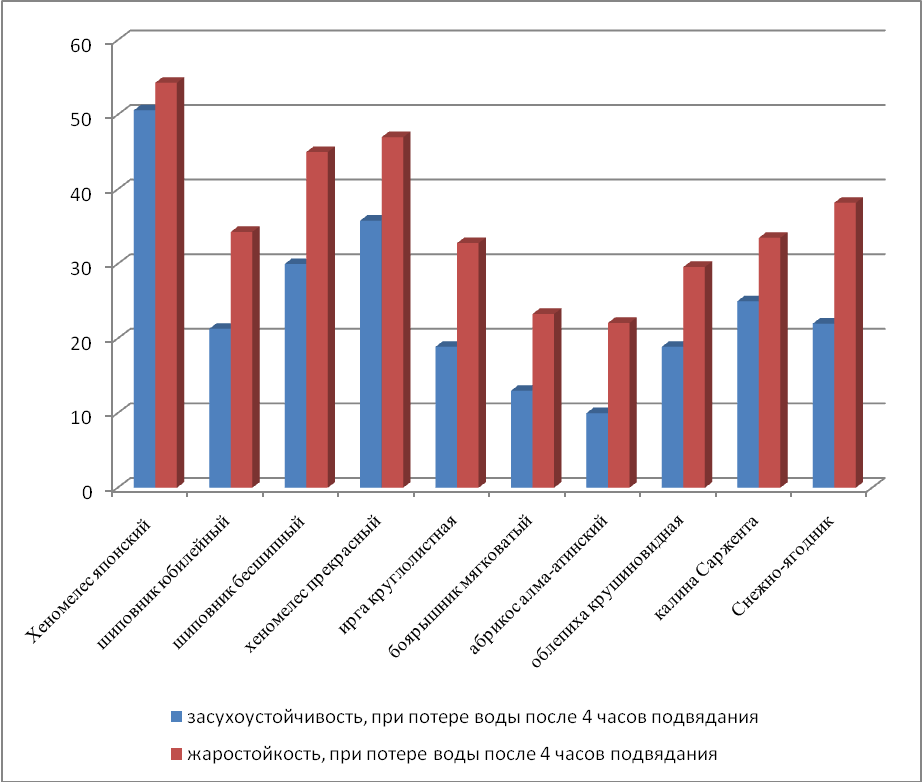 60
50
40
30
20
10
0
Хеномелес японский
шиповник юбилейный
шиповник бесшипный
хеномелес прекрасный
ирга круглолистная
боярышник мягковатый
абрикос алма-атинский
облепиха крушиновидная
калина Саржента
Снежно-ягодник
засухоустойчивость, при потере воды после 4 часов подвядания
жаростойкость, при потере воды после 4 часов подвядания